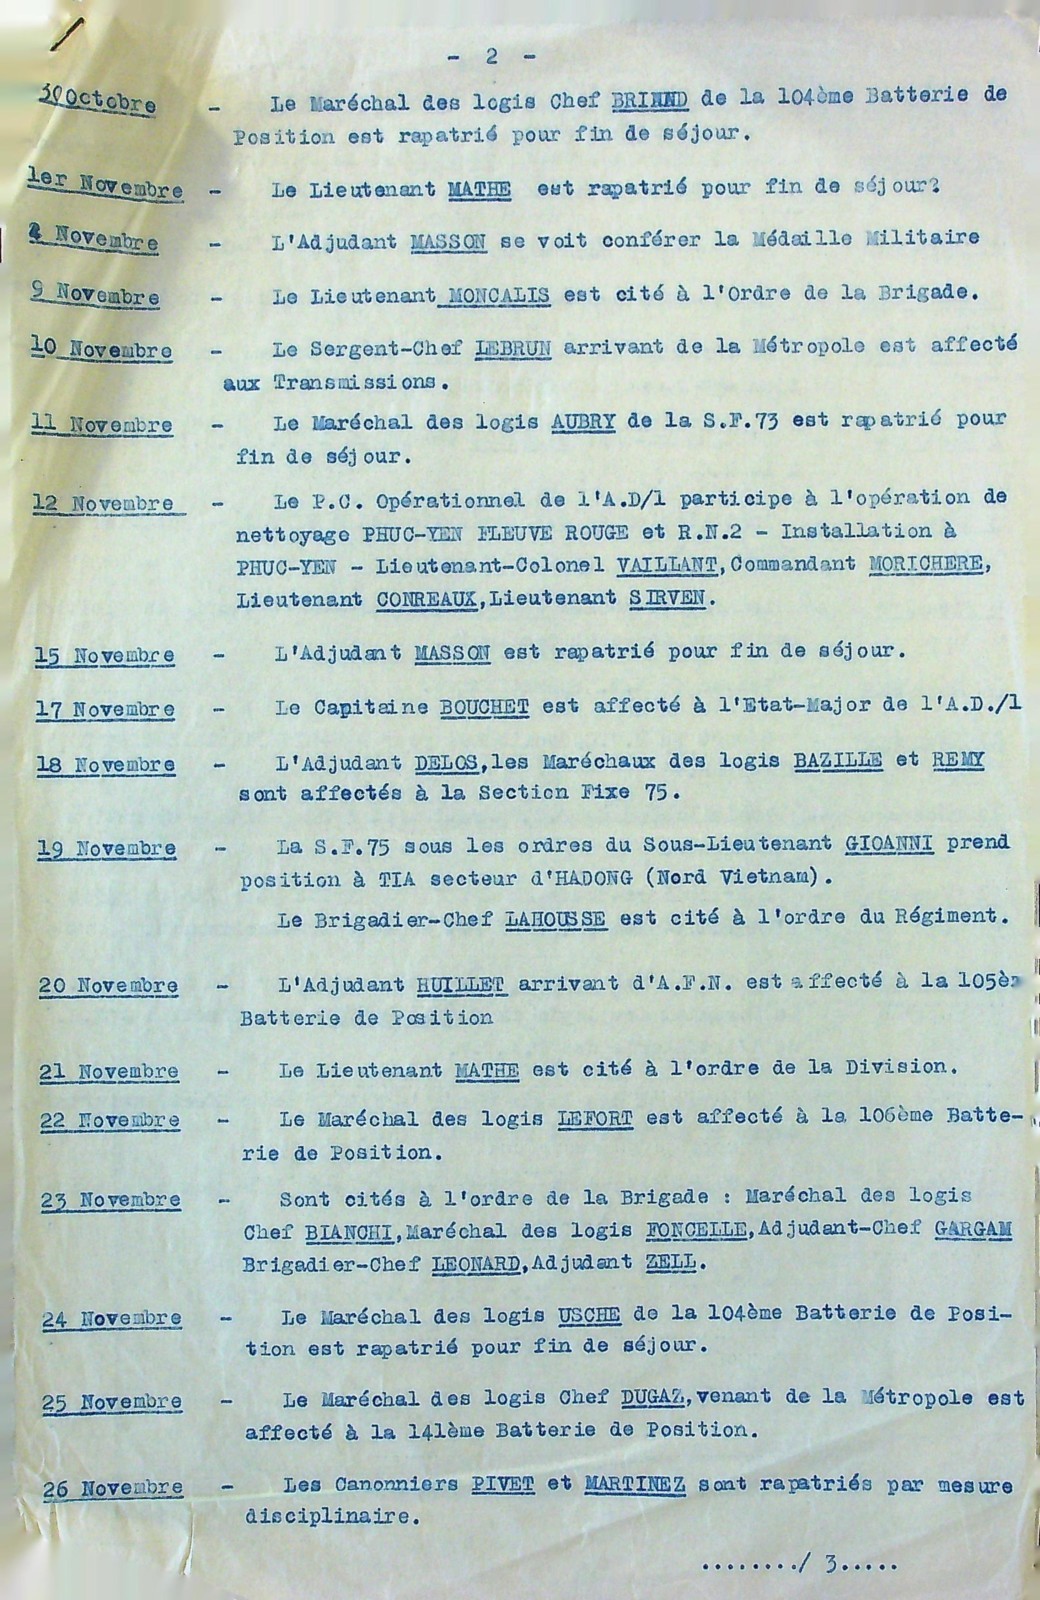 - 2 -
30 Octobre - Le Maréchal des logis Chef BRIAND de la 104ème Batterie de
Position est rapatrié pour fin de séjour.
1er Novembre - Le Lieutenant MATHE est rapatrié pour fin de séjour?
Novembre - L'Adjudant MASSON se voit conférer la Médaille Militaire
9 Novembre - Le Lieutenant MONCALIS est cité à l'Ordre de la Brigade.
10 Novembre - Le Sergent-Chef LEBRUN arrivant de la Métropole est affecté
aux Transmissions.
11 Novembre - Le Maréchal des logis AUBRY de la S.F.73 est rapatrié pour
fin de séjour.
12 Novembre - Le P.C. Opérationnel de l'A.D/1 participe à l'opération de
nettoyage PHUC-YEN FLEUVE ROUGE et R.N.2 - Installation à
PHUC-YEN - Lieutenant-Colonel VAILLANT,Commandant MORICHERE,
Lieutenant CONREAUX,Lieutenant SIRVEN.
15 Novembre - L'Adjudant MASSON est rapatrié pour fin de séjour.
17 Novembre - Le Capitaine BOUCHET est affecté à l'Etat-Major de l'A.D./1
18 Novembre - L'Adjudant DELOS,les Maréchaux des logis BAZILLE et REMY
sont affectés à la Section Fixe 75.
19 Novembre - La S.F.75 sous les ordres du Sous-Lieutenant GIOANNI prend
position à TIA secteur d'HADONG (Nord Vietnam).
Le Brigadier-Chef LAHOUSSE est cité à l'ordre du Régiment.
20 Novembre - L'Adjudant HUILLET arrivant d'A.F.N. est affecté à la 105è
Batterie de Position
21 Novembre - Le Lieutenant MATHE est cité à l'ordre de la Division.
22 Novembre - Le Maréchal des logis LEFORT est affecté à la 106ème Batte-
rie de Position.
23 Novembre - Sont cités à l'ordre de la Brigade : Maréchal des logis
Chef BIANCHI,Maréchal des logis FONCELLE,Adjudant-Chef GARGAM
Brigadier-Chef LEONARD,Adjudant ZELL.
24 Novembre - Le Maréchal des logis USCHE de la 104ème Batterie de Posi-
tion est rapatrié pour fin de séjour.
25 Novembre - Le Maréchal des logis Chef DUGAZ,venant de la Métropole est
affecté à la 141ème Batterie de Position.
26 Novembre - Les Canonniers PIVET et MARTINEZ sont rapatriés par mesure
disciplinaire.
......../ 3.....